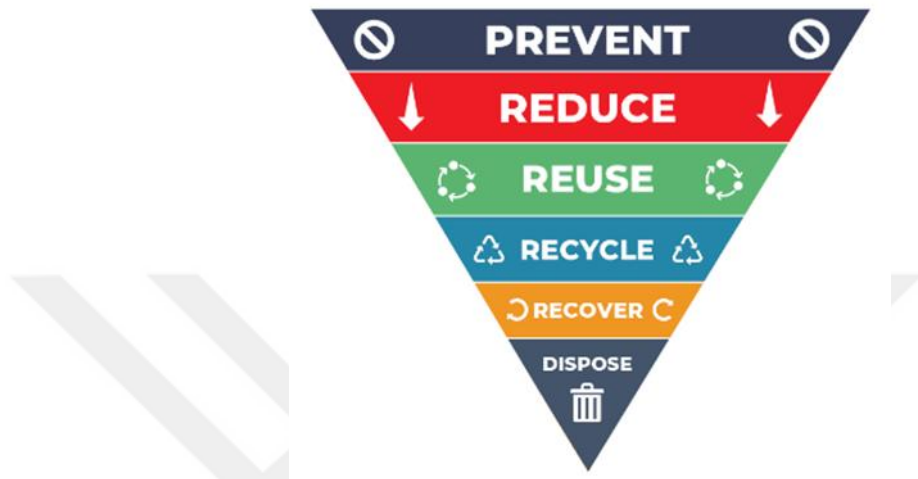 PREVENT
REDUCE
REUSE
RECYCLE
RECOVER
DISPOSE